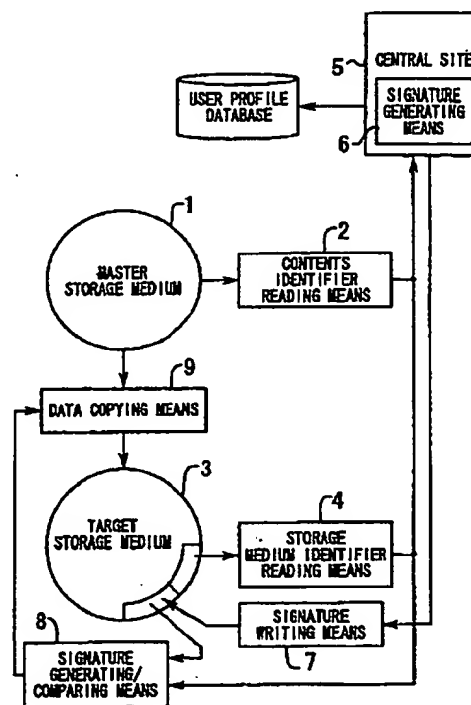 5
CENTRAL SITE
SIGNATURE
GENERATING
MEANS
6
USER PROFILE
DATABASE
1
MASTER
STORAGE MEDIUM
2
CONTENTS
IDENTIFIER
READING MEANS
9
DATA COPYING MEANS
3
TARGET
STORAGE MEDIUM
4
STORAGE
MEDIUM IDENTIFIER
READING MEANS
8
SIGNATURE
WRITING MEANS
7
SIGNATURE
GENERATING/
COMPARING MEANS